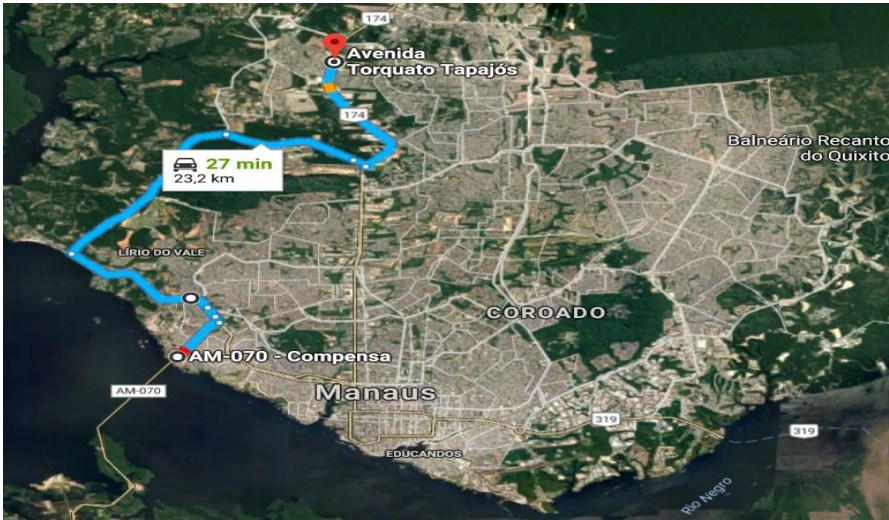 174
Avenida
Torquato Tapajós
174
Balneário Recanto
do Quixito
27 min
23,2 km
LÍRIO DO VALE
COROADO
AM-070 - Compensa
AM-070
Manaus
319
319
EDUCANDOS
Rio Negro